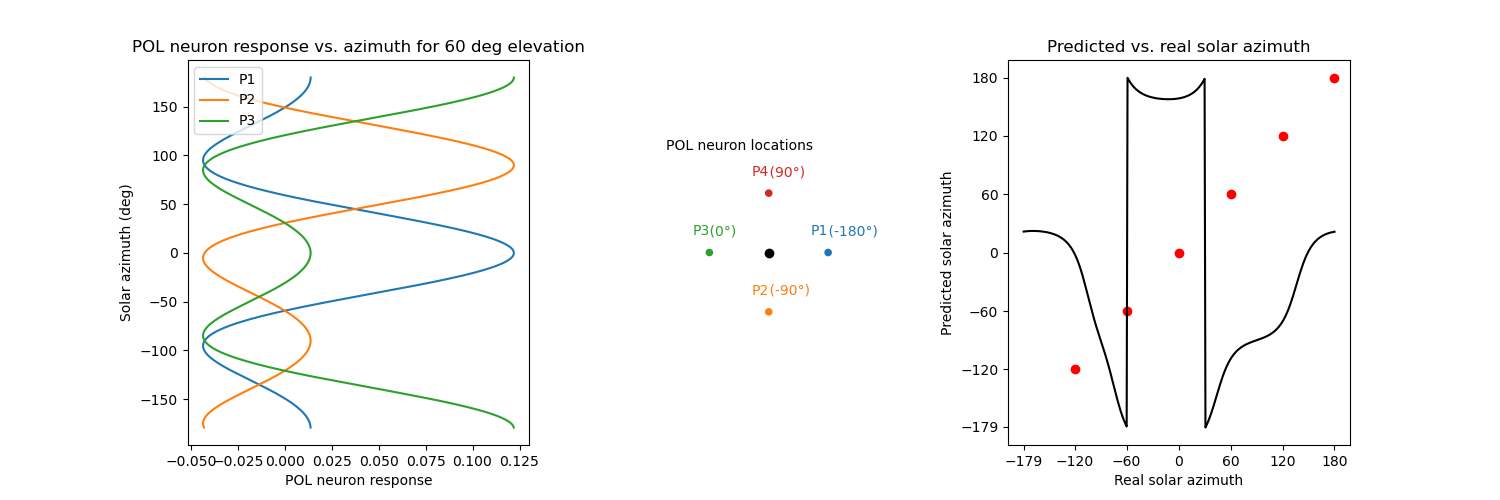 POL neuron response vs. azimuth for 60 deg elevation
P1
P2
P3
150
100
50
0
−50
−100
−150
Solar azimuth (deg)
−0.050 −0.025 0.000 0.025 0.050 0.075 0.100 0.125
POL neuron response
POL neuron locations
P4 (90°)
P3 (0°)
P1 (-180°)
P2 (-90°)
Predicted vs. real solar azimuth
180
120
60
0
−60
−120
−179
Predicted solar azimuth
−179 −120 −60 0 60 120 180
Real solar azimuth